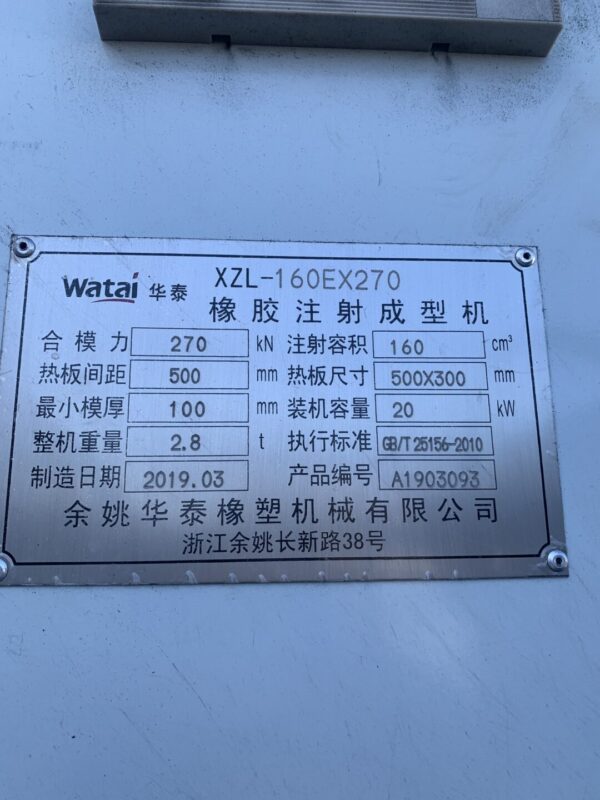 Watai 华泰 XZL-160EX270
橡胶注射成型机
合模力 270 kN 注射容积 160 cm³
热板间距 500 mm 热板尺寸 500X300 mm
最小模厚 100 mm 装机容量 20 kW
整机重量 2.8 t 执行标准 GB/T 25156-2010
制造日期 2019.03 产品编号 A1903093
余姚华泰橡塑机械有限公司
浙江余姚长新路38号